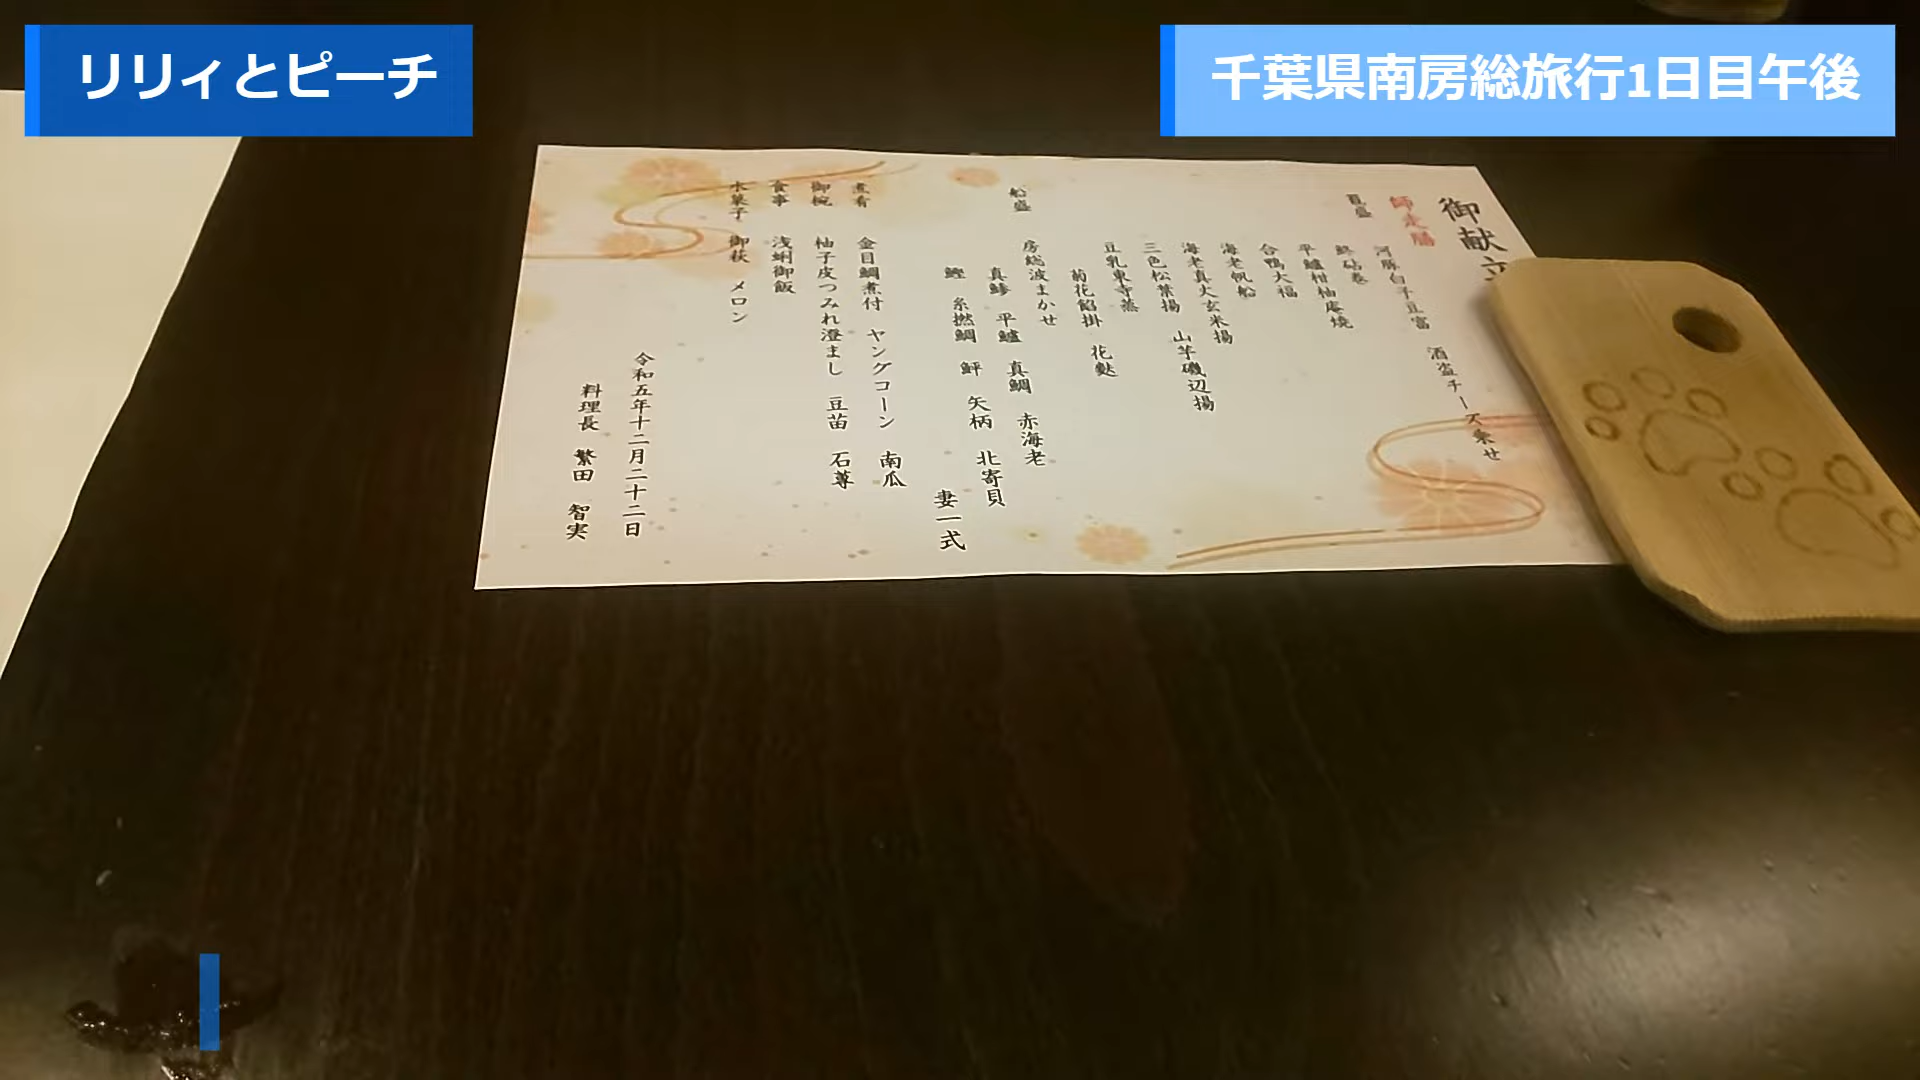 リリィとピーチ
千葉県南房総旅行1日目午後
御献立
師走膳
河豚白子豆富 酒盗チーズ乗せ
鮭砧巻
平鱸柑柚庵焼
合鴨大福
海老帆船
海老真丈玄米揚 山芋磯辺揚
三色松葉揚
豆乳東寺蒸
菊花餡掛 花麩
船盛 房総波まかせ
真鯵 平鱸 真鯛 赤海老
鰹 糸撚鯛 鮃 矢柄 北寄貝
妻一式
煮肴 金目鯛煮付 ヤングコーン 南瓜
御椀 柚子皮つみれ澄まし 豆苗 石蓴
食事 浅蜊御飯
水菓子 御萩 メロン
令和五年十二月二十二日
料理長 繁田 智実